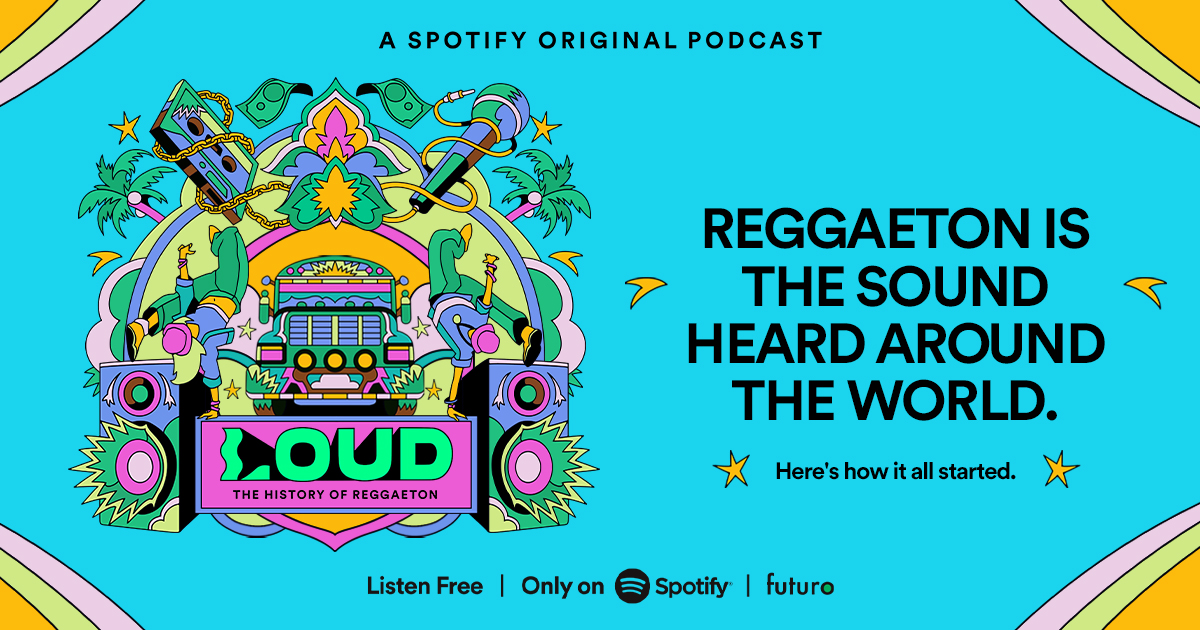 A SPOTIFY ORIGINAL PODCAST
LOUD
THE HISTORY OF REGGAETON
REGGAETON IS
THE SOUND
HEARD AROUND
THE WORLD.
Here's how it all started.
Listen Free | Only on Spotify® | futuro